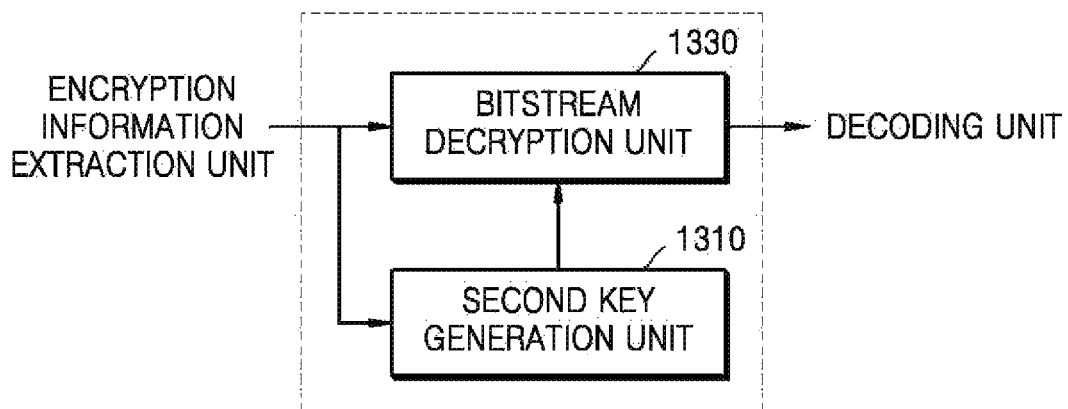 1330
ENCRYPTION
INFORMATION
EXTRACTION UNIT
BITSTREAM
DECRYPTION UNIT
DECODING UNIT
1310
SECOND KEY
GENERATION UNIT